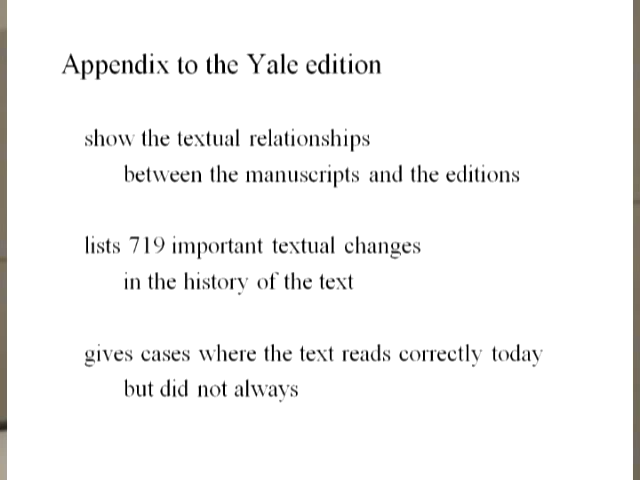 Appendix to the Yale edition
show the textual relationships
between the manuscripts and the editions
lists 719 important textual changes
in the history of the text
gives cases where the text reads correctly today
but did not always